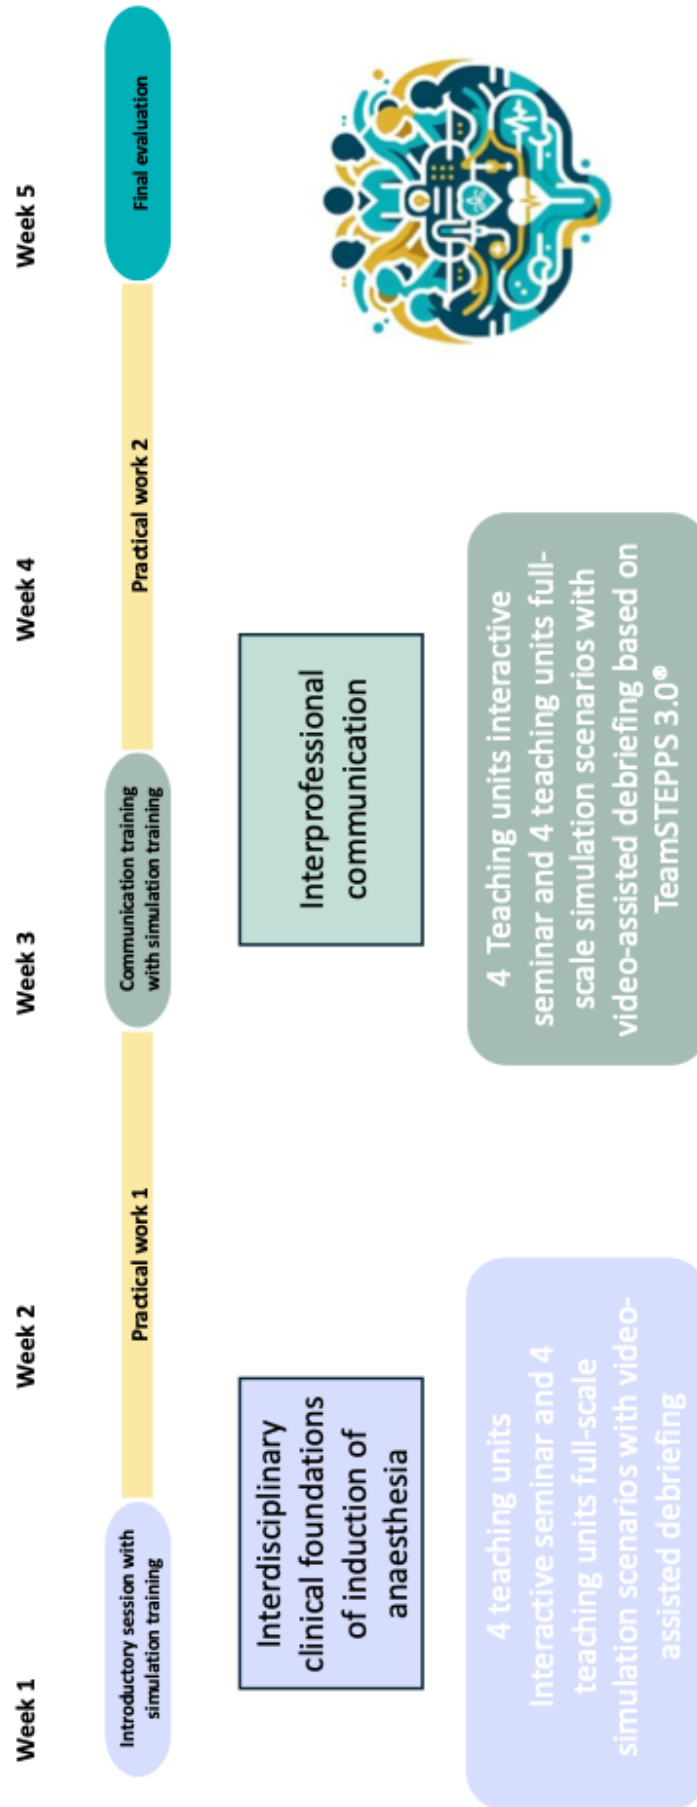 Week 1
Week 2
Week 3
Week 4
Week 5
Introductory session with
simulation training
Practical work 1
Communication training
with simulation training
Practical work 2
Final evaluation
Interdisciplinary
clinical foundations
of induction of
anaesthesia
Interprofessional
communication
4 teaching units
Interactive seminar and 4
teaching units full-scale
simulation scenarios with video-
assisted debriefing
4 Teaching units interactive
seminar and 4 teaching units full-
scale simulation scenarios with
video-assisted debriefing based on
TeamSTEPPS 3.0®